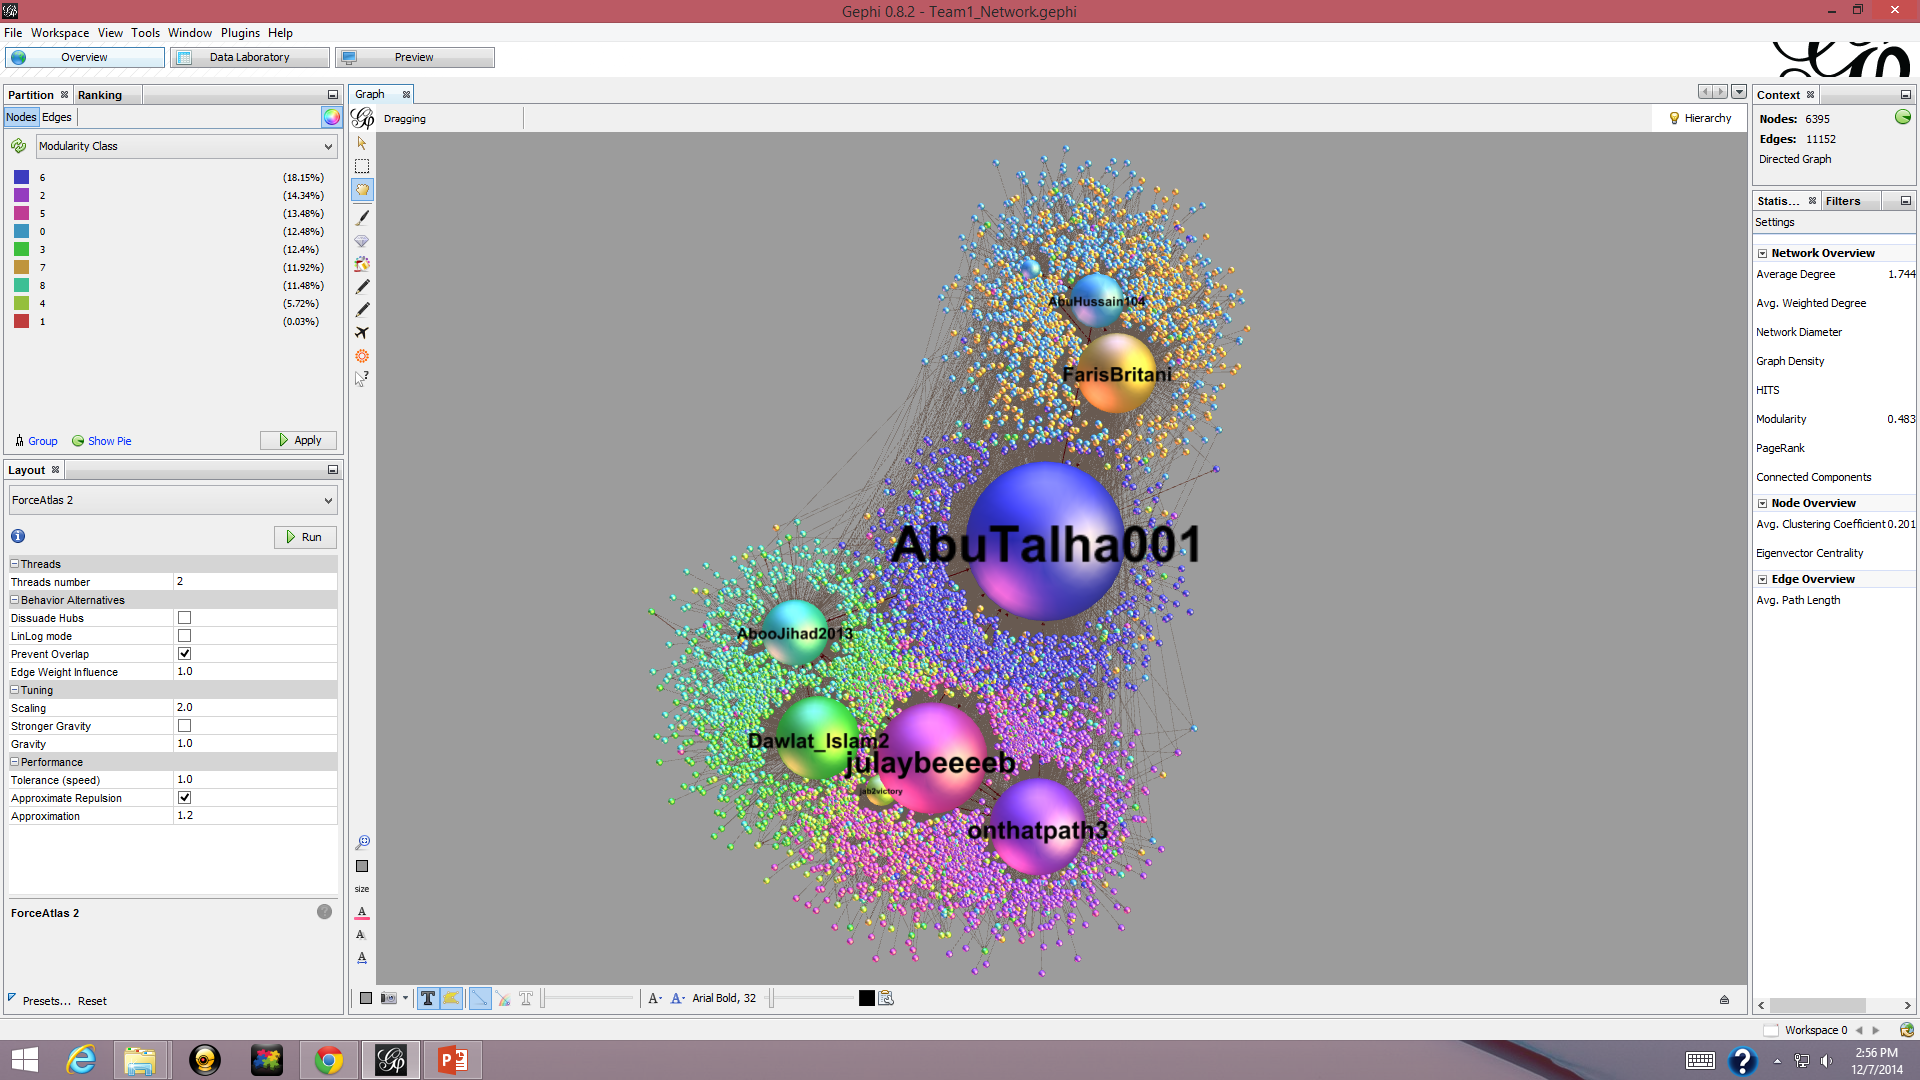 Gephi 0.8.2 - Team1_Network.gephi
File Workspace View Tools Window Plugins Help
Overview Data Laboratory Preview
Partition Ranking
Nodes Edges
Modularity Class
6 (18.15%)
2 (14.34%)
5 (13.48%)
0 (12.48%)
3 (12.4%)
7 (11.92%)
8 (11.48%)
4 (5.72%)
1 (0.03%)
Group Show Pie Apply
Layout
ForceAtlas 2
Run
Threads
Threads number 2
Behavior Alternatives
Dissuade Hubs
LinLog mode
Prevent Overlap
Edge Weight Influence 1.0
Tuning
Scaling 2.0
Stronger Gravity
Gravity 1.0
Performance
Tolerance (speed) 1.0
Approximate Repulsion
Approximation 1.2
ForceAtlas 2
Presets... Reset
Graph
Dragging
Hierarchy
size
AbuHussain104
FarisBritani
AbuTalha001
AbooJihad2013
Dawlat_Islam2
julaybeeeeb
jab2victory
onthatpath3
Arial Bold, 32
Context
Nodes: 6395
Edges: 11152
Directed Graph
Statis... Filters
Settings
Network Overview
Average Degree 1.744
Avg. Weighted Degree
Network Diameter
Graph Density
HITS
Modularity 0.483
PageRank
Connected Components
Node Overview
Avg. Clustering Coefficient 0.201
Eigenvector Centrality
Edge Overview
Avg. Path Length
Workspace 0
2:56 PM
12/7/2014